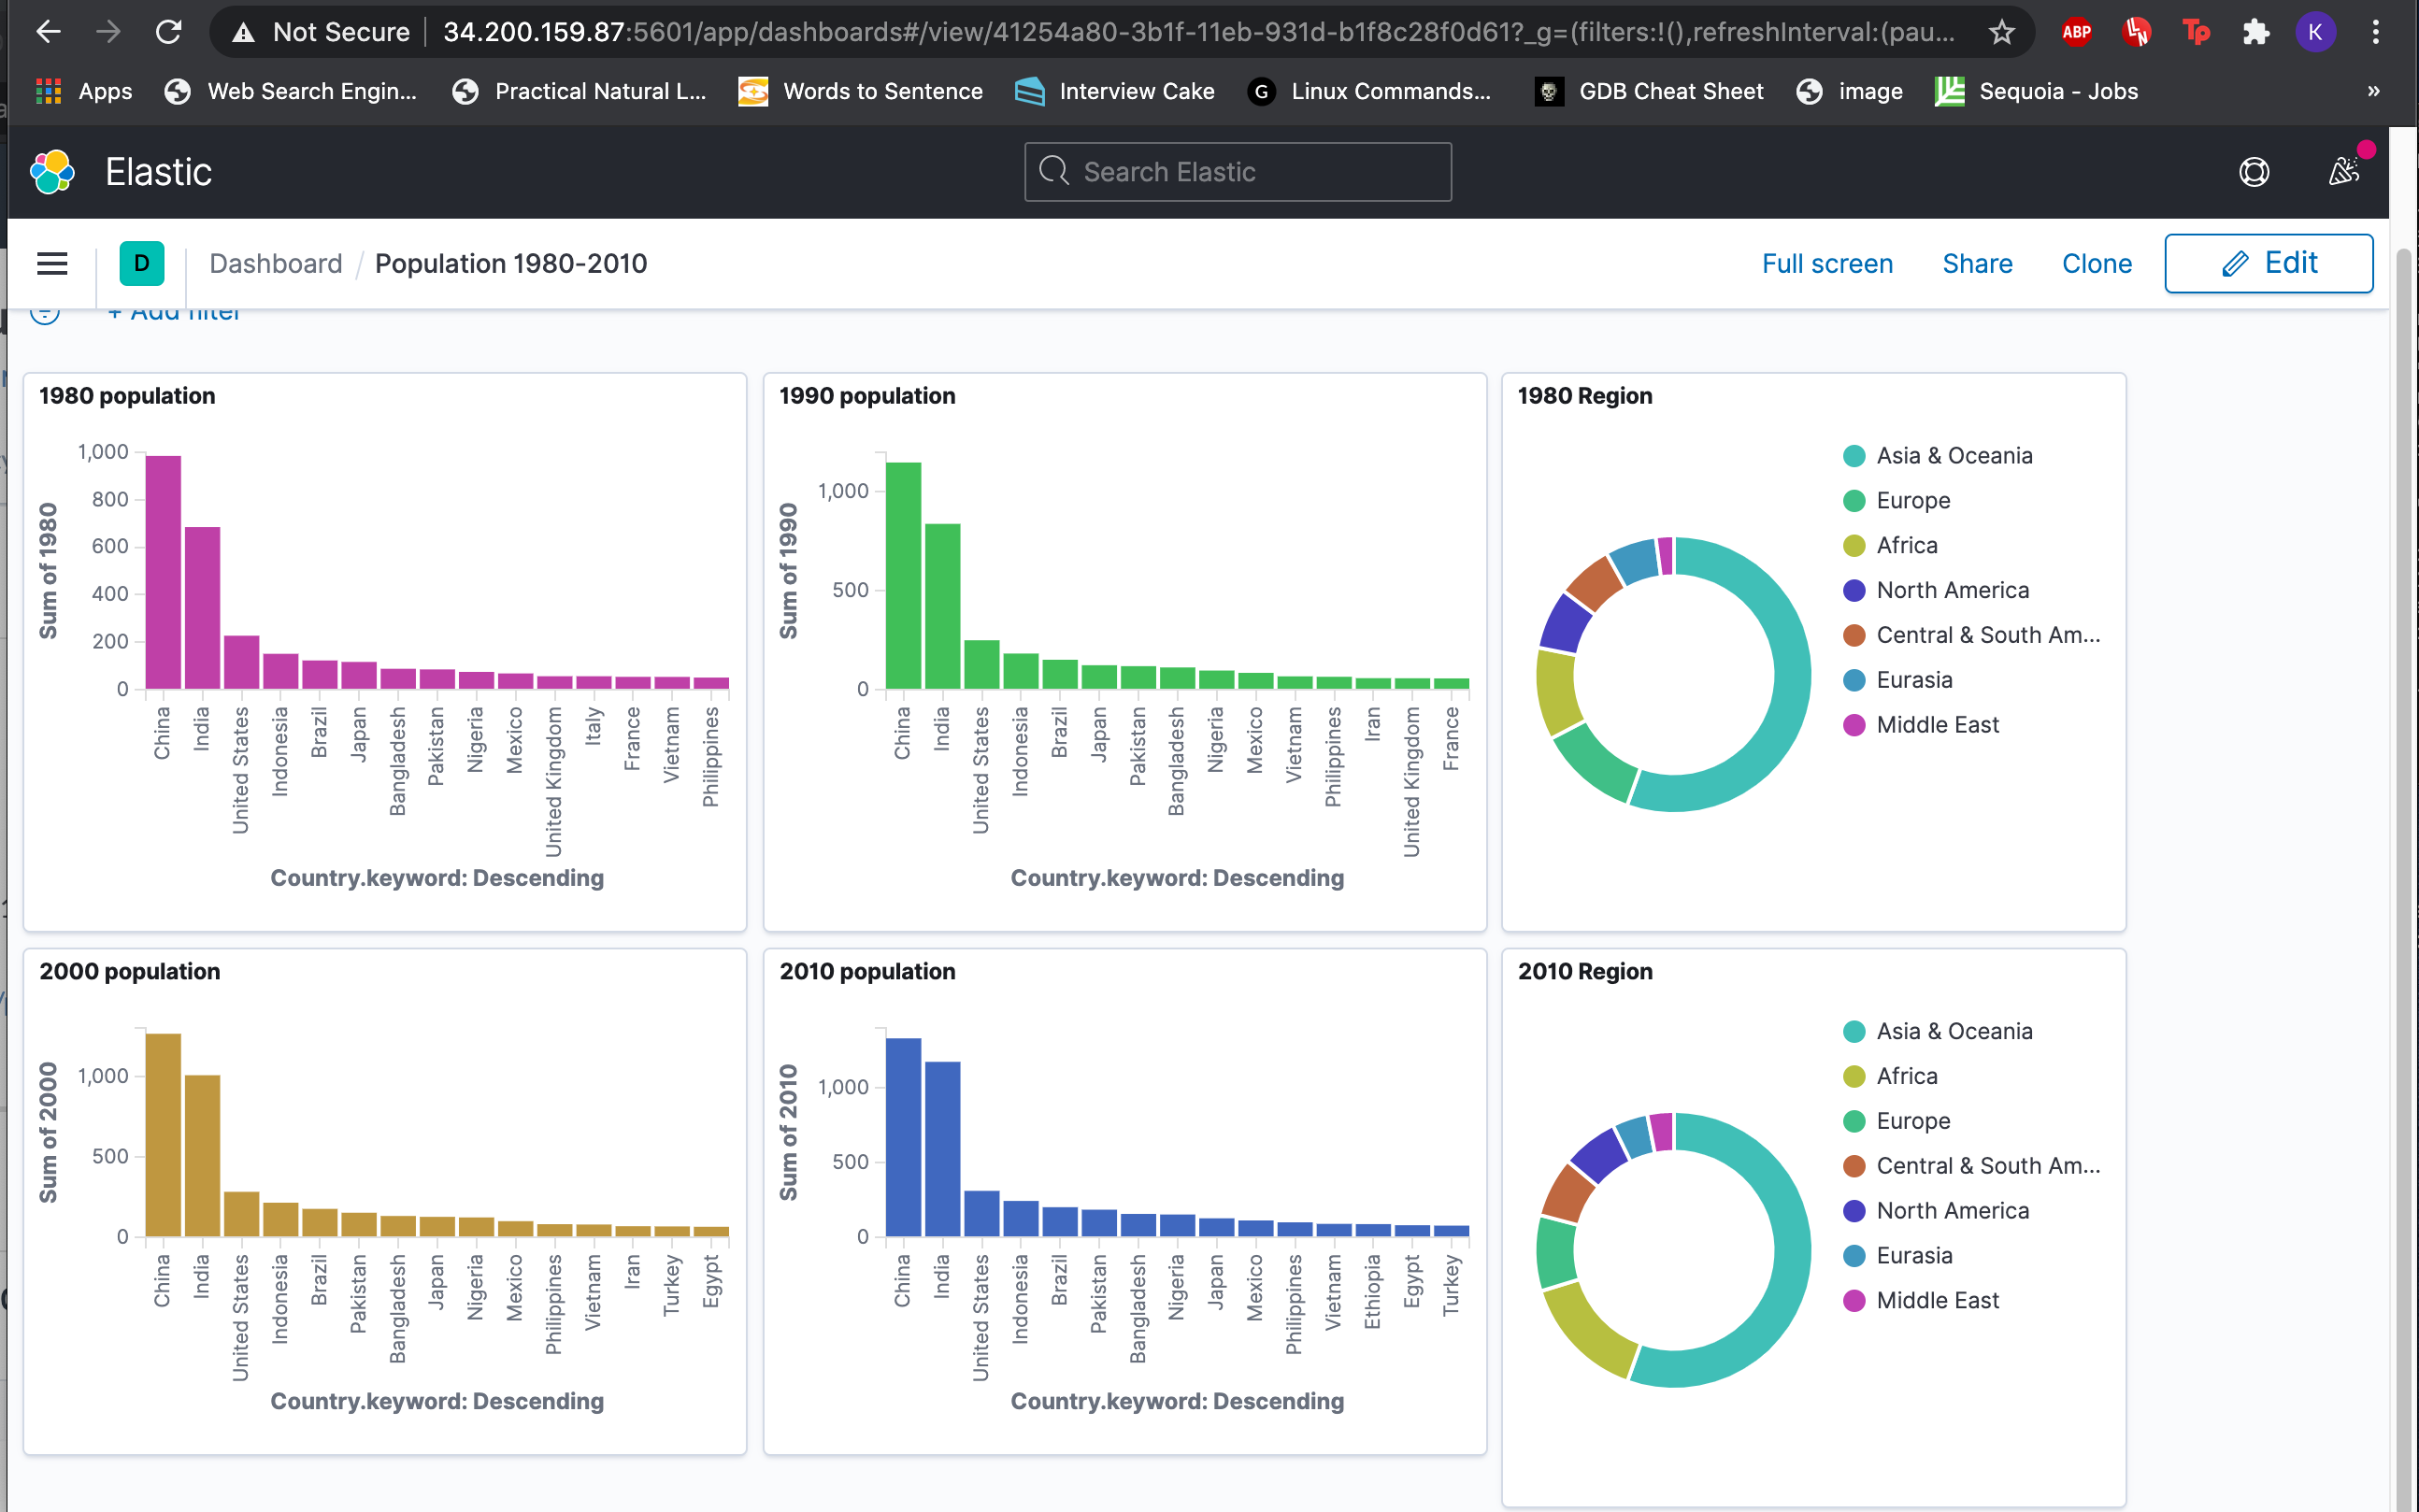 Not Secure 34.200.159.87:5601/app/dashboards#/view/41254a80-3b1f-11eb-931d-b1f8c28f0d61?_g=(filters:!(),refreshInterval:(pau...
ABP LN Tp K
Apps Web Search Engin... Practical Natural L... Words to Sentence Interview Cake G Linux Commands... GDB Cheat Sheet image Sequoia - Jobs »
Elastic Search Elastic
D Dashboard / Population 1980-2010 Full screen Share Clone Edit
+ Add filter
1980 population
Sum of 1980
1,000
800
600
400
200
0
China India United States Indonesia Brazil Japan Bangladesh Pakistan Nigeria Mexico United Kingdom Italy France Vietnam Philippines
Country.keyword: Descending
1990 population
Sum of 1990
1,000
500
0
China India United States Indonesia Brazil Japan Pakistan Bangladesh Nigeria Mexico Vietnam Philippines Iran United Kingdom France
Country.keyword: Descending
1980 Region
Asia & Oceania
Europe
Africa
North America
Central & South Am...
Eurasia
Middle East
2000 population
Sum of 2000
1,000
500
0
China India United States Indonesia Brazil Pakistan Bangladesh Japan Nigeria Mexico Philippines Vietnam Iran Turkey Egypt
Country.keyword: Descending
2010 population
Sum of 2010
1,000
500
0
China India United States Indonesia Brazil Pakistan Bangladesh Nigeria Japan Mexico Philippines Vietnam Ethiopia Egypt Turkey
Country.keyword: Descending
2010 Region
Asia & Oceania
Africa
Europe
Central & South Am...
North America
Eurasia
Middle East